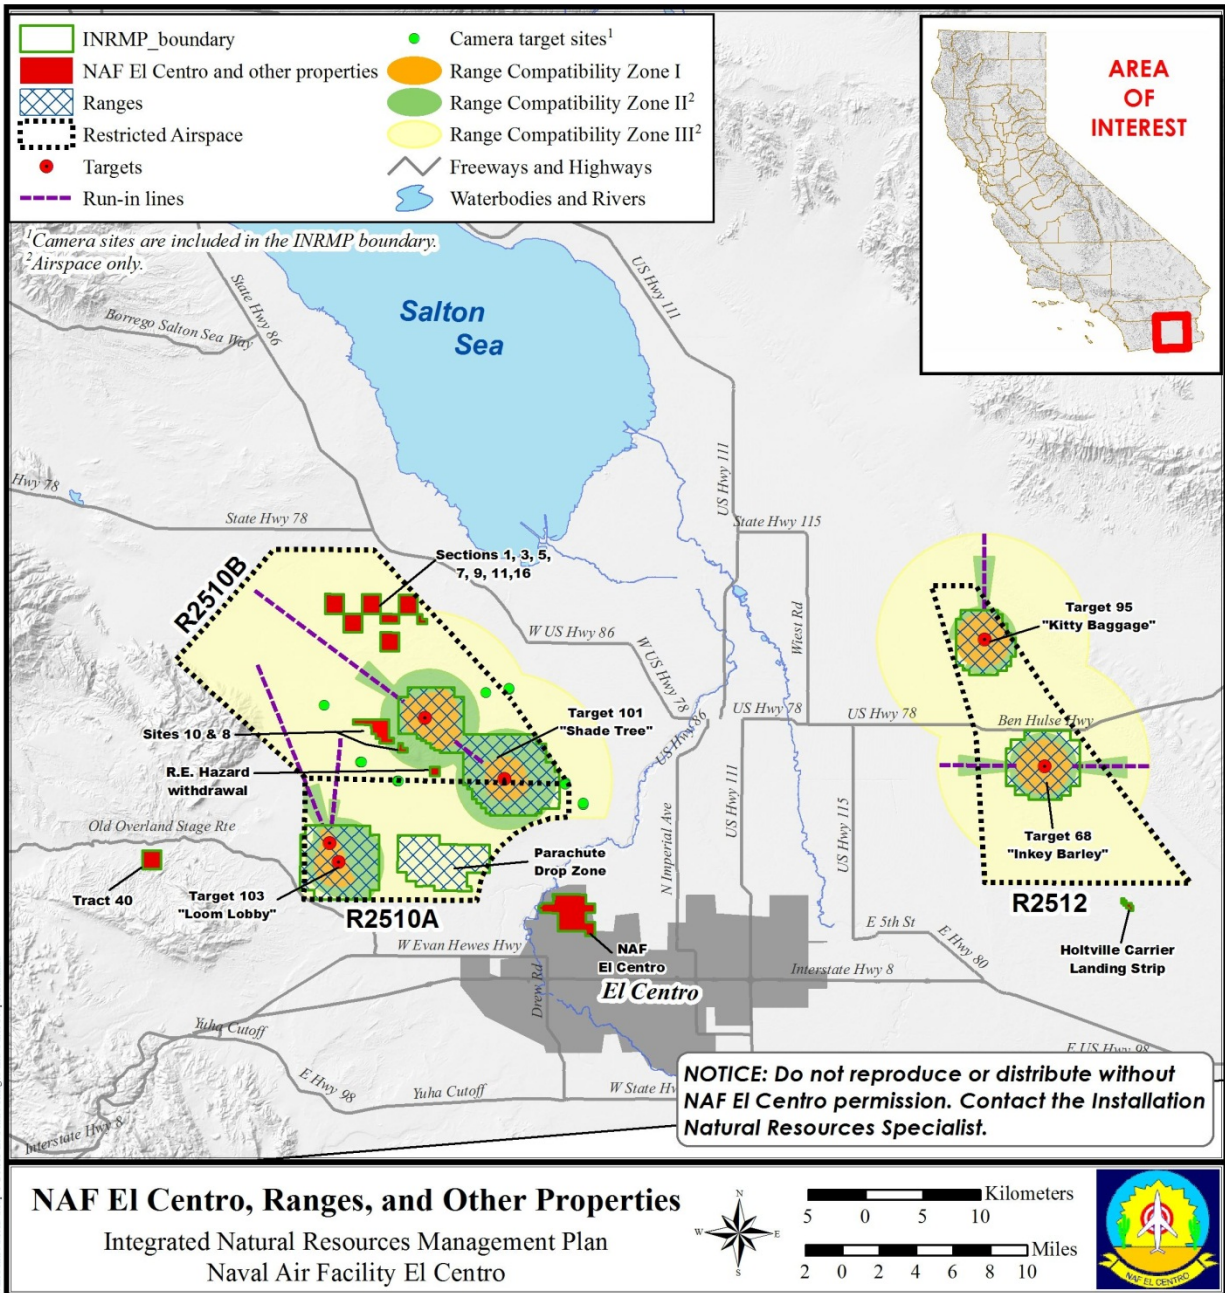 INRMP_boundary
NAF El Centro and other properties
Ranges
Restricted Airspace
Targets
Run-in lines
Camera target sites1
Range Compatibility Zone I
Range Compatibility Zone II2
Range Compatibility Zone III2
Freeways and Highways
Waterbodies and Rivers
1Camera sites are included in the INRMP boundary.
2Airspace only.
AREA
OF
INTEREST
State Hwy 86
Borrego Salton Sea Way
US Hwy 111
Salton
Sea
Hwy 78
State Hwy 78
US Hwy 111
State Hwy 115
R2510B
Sections 1, 3, 5,
7, 9, 11,16
W US Hwy 86
Wiest Rd
Target 95
"Kitty Baggage"
W US Hwy 78
US Hwy 86
US Hwy 78
US Hwy 78
Ben Hulse Hwy
Sites 10 & 8
Target 101
"Shade Tree"
R.E. Hazard
withdrawal
Old Overland Stage Rte
N Imperial Ave
US Hwy 111
US Hwy 115
Target 68
"Inkey Barley"
Tract 40
Target 103
"Loom Lobby"
Parachute
Drop Zone
R2510A
R2512
W Evan Hewes Hwy
NAF
El Centro
E 5th St
E Hwy 80
Holtville Carrier
Landing Strip
Drew Rd
El Centro
Interstate Hwy 8
Yuha Cutoff
E Hwy 98
Yuha Cutoff
W State Hw
E US Hwy 98
Interstate Hwy 8
NOTICE: Do not reproduce or distribute without
NAF El Centro permission. Contact the Installation
Natural Resources Specialist.
NAF El Centro, Ranges, and Other Properties
Integrated Natural Resources Management Plan
Naval Air Facility El Centro
N
W E
S
Kilometers
5 0 5 10
Miles
2 0 2 4 6 8 10
NAF EL CENTRO